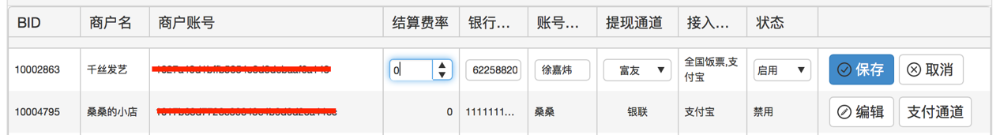 BID 商户名 商户账号 结算费率 银行... 账号... 提现通道 接入... 状态
10002863 千丝发艺 0 62258820 徐嘉炜 富友 全国饭票,支付宝 启用 保存 取消
10004795 桑桑的小店 0 1111111... 桑桑 银联 支付宝 禁用 编辑 支付通道